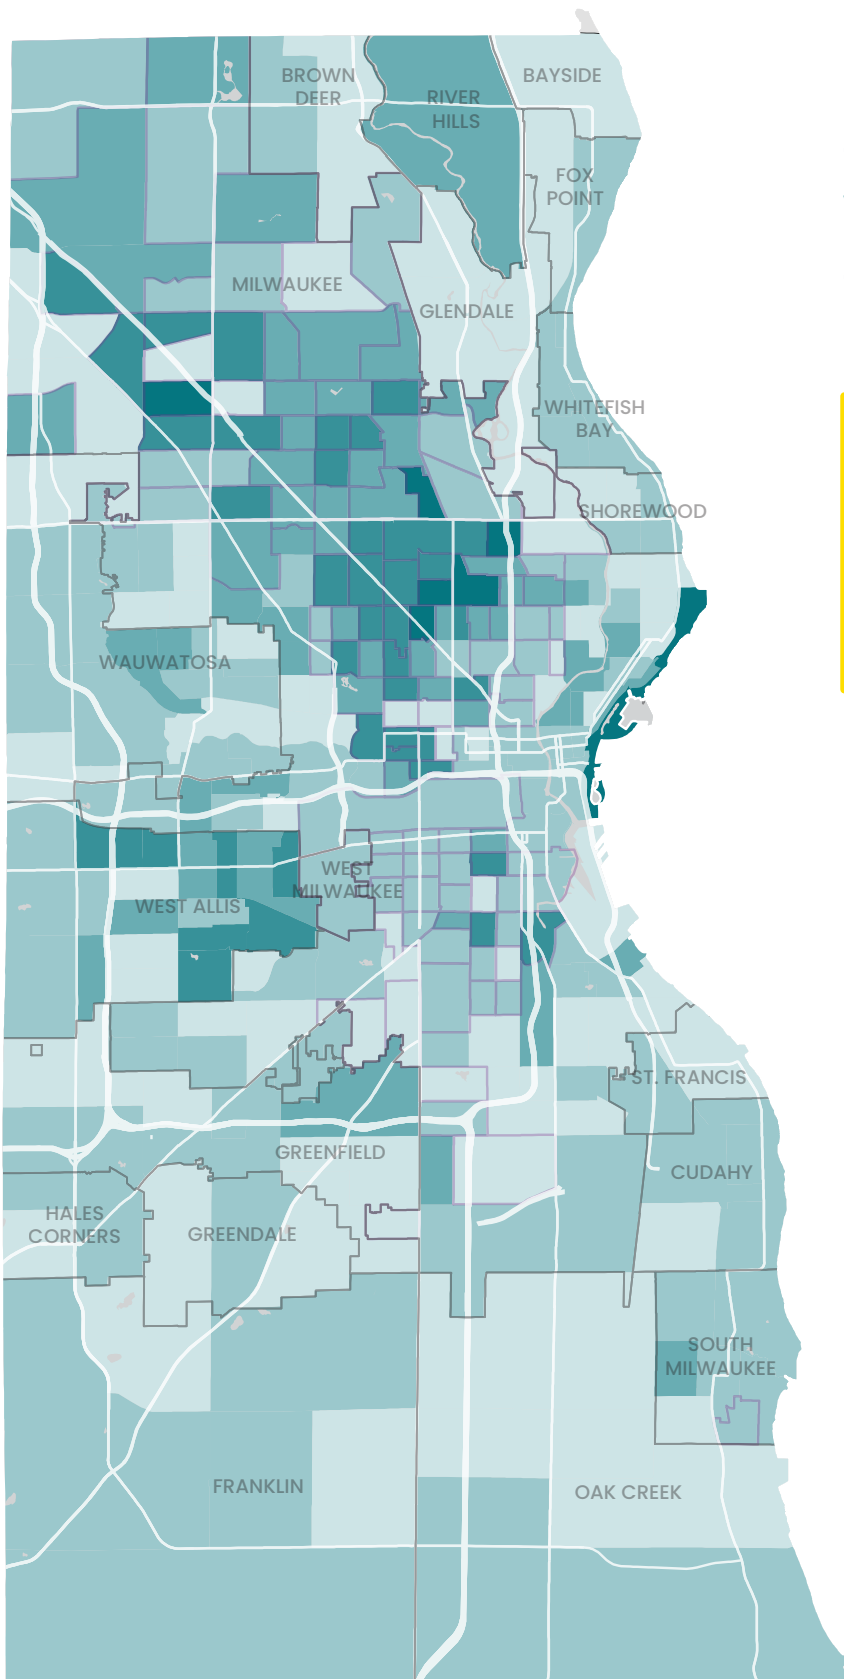 BROWN
DEER
BAYSIDE
RIVER
HILLS
FOX
POINT
MILWAUKEE
GLENDALE
WHITEFISH
BAY
SHOREWOOD
WAUWATOSA
WEST
MILWAUKEE
WEST ALLIS
ST. FRANCIS
GREENFIELD
CUDAHY
HALES
CORNERS
GREENDALE
SOUTH
MILWAUKEE
FRANKLIN
OAK CREEK